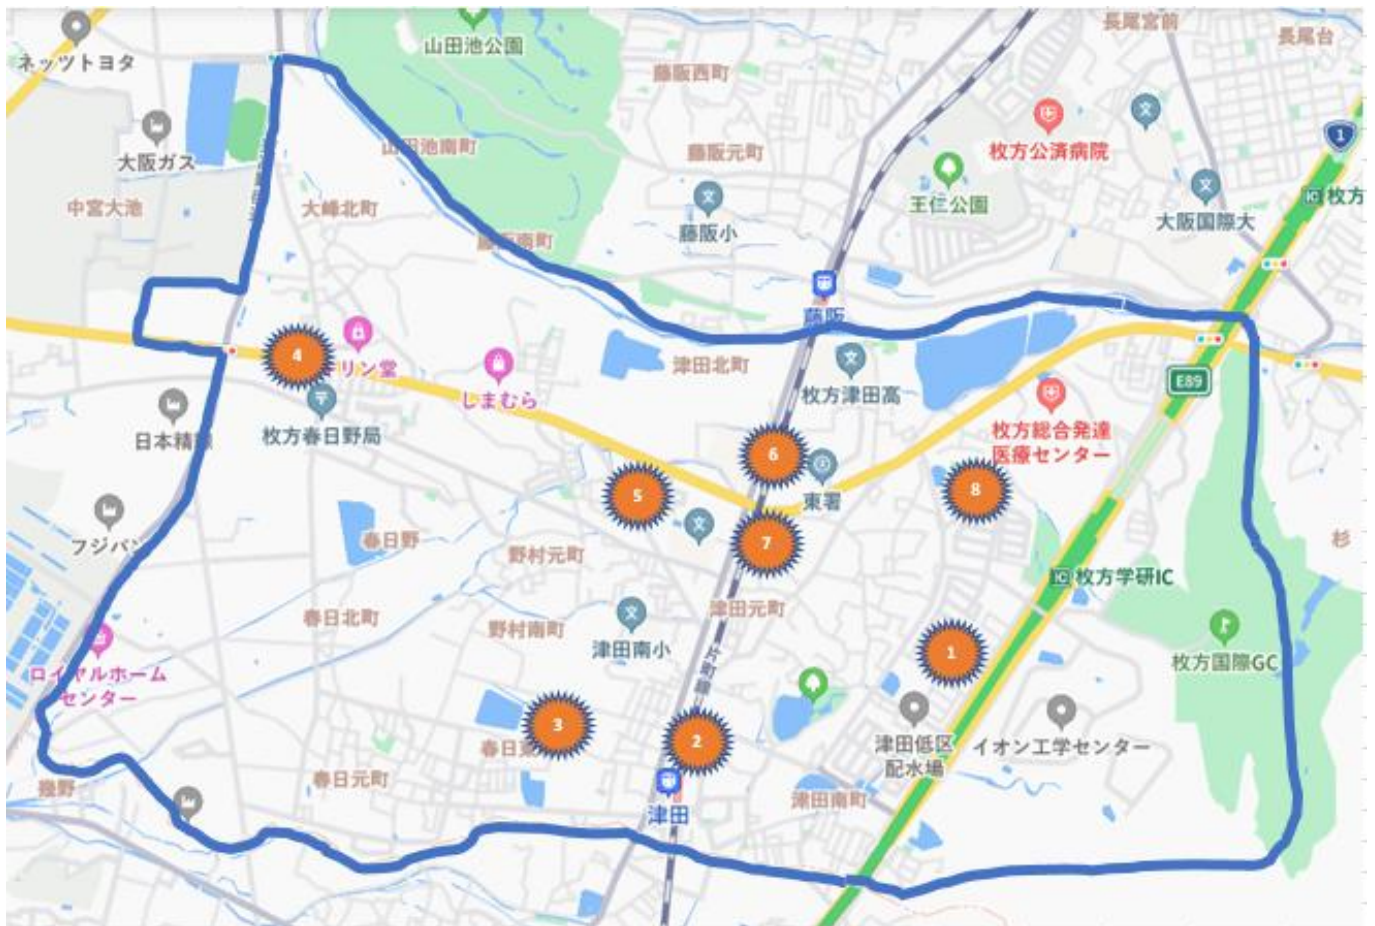 長尾宮前
長尾台
山田池公園
ネッツトヨタ
藤阪西町
1
枚方公済病院
大阪ガス
山田池南町
藤阪元町
IC 枚方
王仁公園
中宮大池
大峰北町
大阪国際大
藤阪小
藤阪南町
藤阪
4
リン堂
津田北町
E89
枚方津田高
しまむら
枚方春日野局
日本精線
枚方総合発達
医療センター
6
5
8
東署
フジパン
7
春日野
杉
野村元町
IC 枚方学研IC
春日北町
野村南町
津田元町
津田南小
1
片町線
枚方国際GC
ロイヤルホーム
センター
3
2
津田低区
配水場
イオン工学センター
春日元町
津田南町
津田